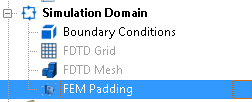 Simulation Domain
Boundary Conditions
FDTD Grid
FDTD Mesh
FEM Padding